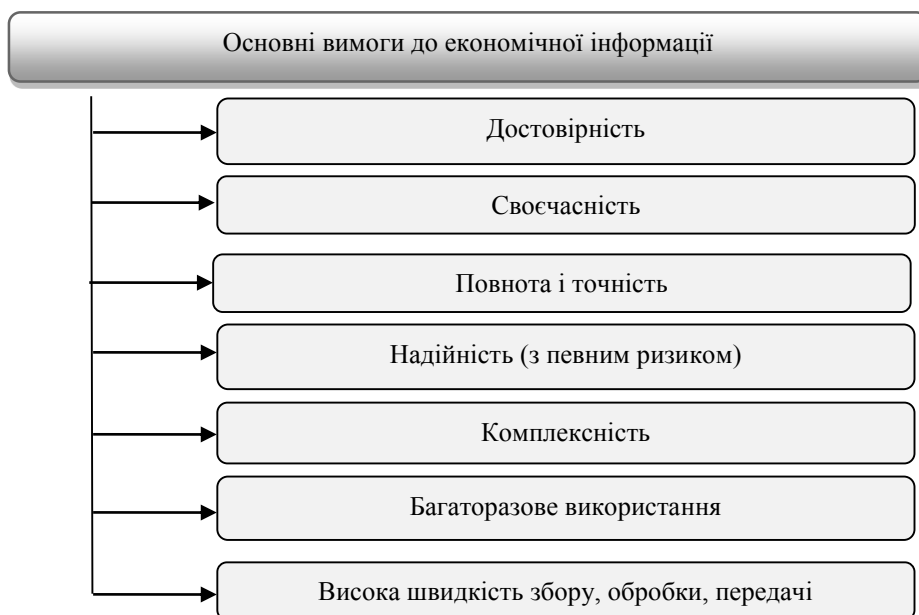 Основні вимоги до економічної інформації
Достовірність
Своєчасність
Повнота і точність
Надійність (з певним ризиком)
Комплексність
Багаторазове використання
Висока швидкість збору, обробки, передачі